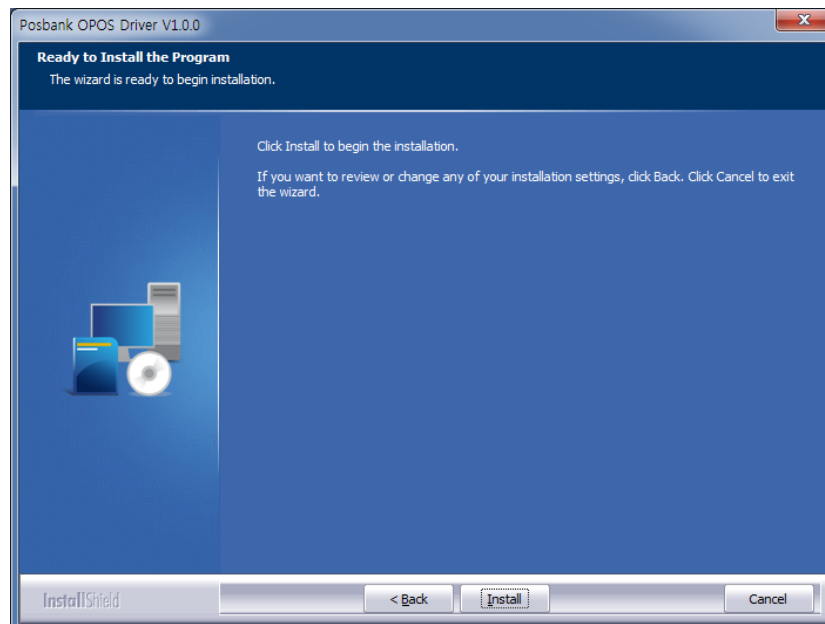 Posbank OPOS Driver V1.0.0
Ready to Install the Program
The wizard is ready to begin installation.
Click Install to begin the installation.
If you want to review or change any of your installation settings, click Back. Click Cancel to exit
the wizard.
InstallShield
< Back
Install
Cancel